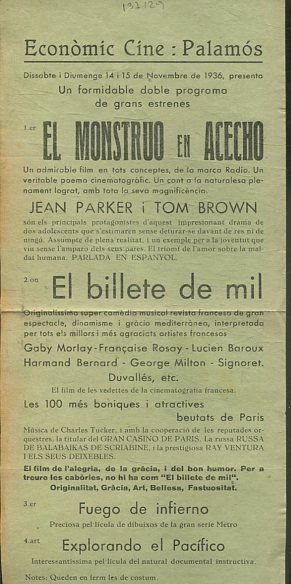 133129
Econòmic Cine : Palamós
Dissabte i Diumenge 14 i 15 de Novembre de 1936, presenta
Un formidable doble programa
de grans estrenes
1.er
EL MONSTRUO EN ACECHO
Un admirable film en tots conceptes, de la marca Radio. Un
veritable poema cinematogràfic. Un cant a la naturalesa ple-
nament lograt, amb tota la seva magnificència.
JEAN PARKER i TOM BROWN
són els principals protagonistes d'aquest impresionant drama de
dos adolescents que s'estimaren sense deturar-se davant de res ni de
ningú. Assumpte de plena realitat, i un exemple per a la joventut que
viu sense l'amparo dels seus pares. El triomf de l'amor sobre la mal-
dat humana. PARLADA EN ESPANYOL.
2.on
El billete de mil
Originalíssima super comèdia musical revista francesa de gran
espectacle, dinamisme i gràcia mediterrànea, interpretada
per tots els millors i més agraciats artistes francesos
Gaby Morlay - Française Rosay - Lucien Baroux
Harmand Bernard - George Milton - Signoret.
Duvallés, etc.
El film de les vedettes de la cinematografia francesa.
Les 100 més boniques i atractives
beutats de París
Música de Charles Tucker, i amb la cooperació de les reputades or-
questres, la titular del GRAN CASINO DE PARIS, La russa RUSSA
DE BALABAIKAS DE SCRIABINE, i la prestigiosa RAY VENTURA
I ELS SEUS DEIXEBLES.
El film de l'alegria, de la gràcia, i del bon humor. Per a
treure les cabòries, no hi ha com "El billete de mil".
Originalitat, Gràcia, Art, Bellesa, Fastuositat.
3.er
Fuego de infierno
Preciosa pel·lícula de dibuixos de la gran serie Metro
4.art
Explorando el Pacífico
Interessantíssima pel·lícula del natural documental instructiva.
Notes: Queden en ferm les de costum.